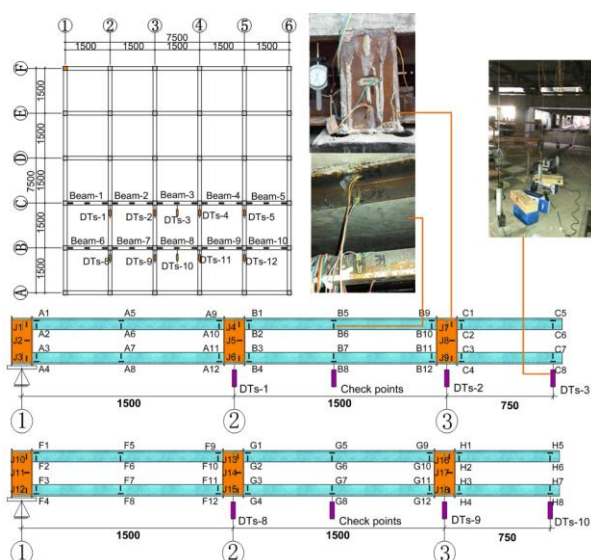 ① ② ③ ④ ⑤ ⑥
7500
1500 1500 1500 1500 1500
F
E
D
C
B
A
7500
1500 1500 1500 1500 1500
Beam-1 Beam-2 Beam-3 Beam-4 Beam-5
DTs-1 DTs-2 DTs-3 DTs-4 DTs-5
Beam-6 Beam-7 Beam-8 Beam-9 Beam-10
DTs-8 DTs-9 DTs-10 DTs-11 DTs-12
A1 A5 A9 B1 B5 B9 C1 C5
J1 J4 J7
A2 A6 A10 B2 B6 B10 C2 C6
J2 J5 J8
A3 A7 A11 B3 B7 B11 C3 C7
J3 J6 J9
A4 A8 A12 B4 B8 B12 C4 C8
DTs-1 Check points DTs-2 DTs-3
1500 1500 750
① ② ③
F1 F5 F9 G1 G5 G9 H1 H5
J10 J13 J16
F2 F6 F10 G2 G6 G10 H2 H6
J11 J14 J17
F3 F7 F11 G3 G7 G11 H3 H7
J12 J15 J18
F4 F8 F12 G4 G8 G12 H4 H8
DTs-8 Check points DTs-9 DTs-10
1500 1500 750
① ② ③